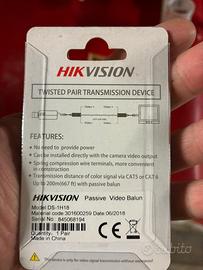 HIKVISION
TWISTED PAIR TRANSMISSION DEVICE
FEATURES:
No need to provide power
Can be installed directly with the camera video output
Spring compression wire terminals, more convenient
in construction.
Transmission distance of color signal via CAT5 or CAT6
Up to 200m(667 ft) with passive balun
HIKVISION Passive Video Balun
Model DS-1H18
Material code:301600259 Date:06/2018
Serial No.: 845068194
Quantity: 1 Pair
Made in China
subito